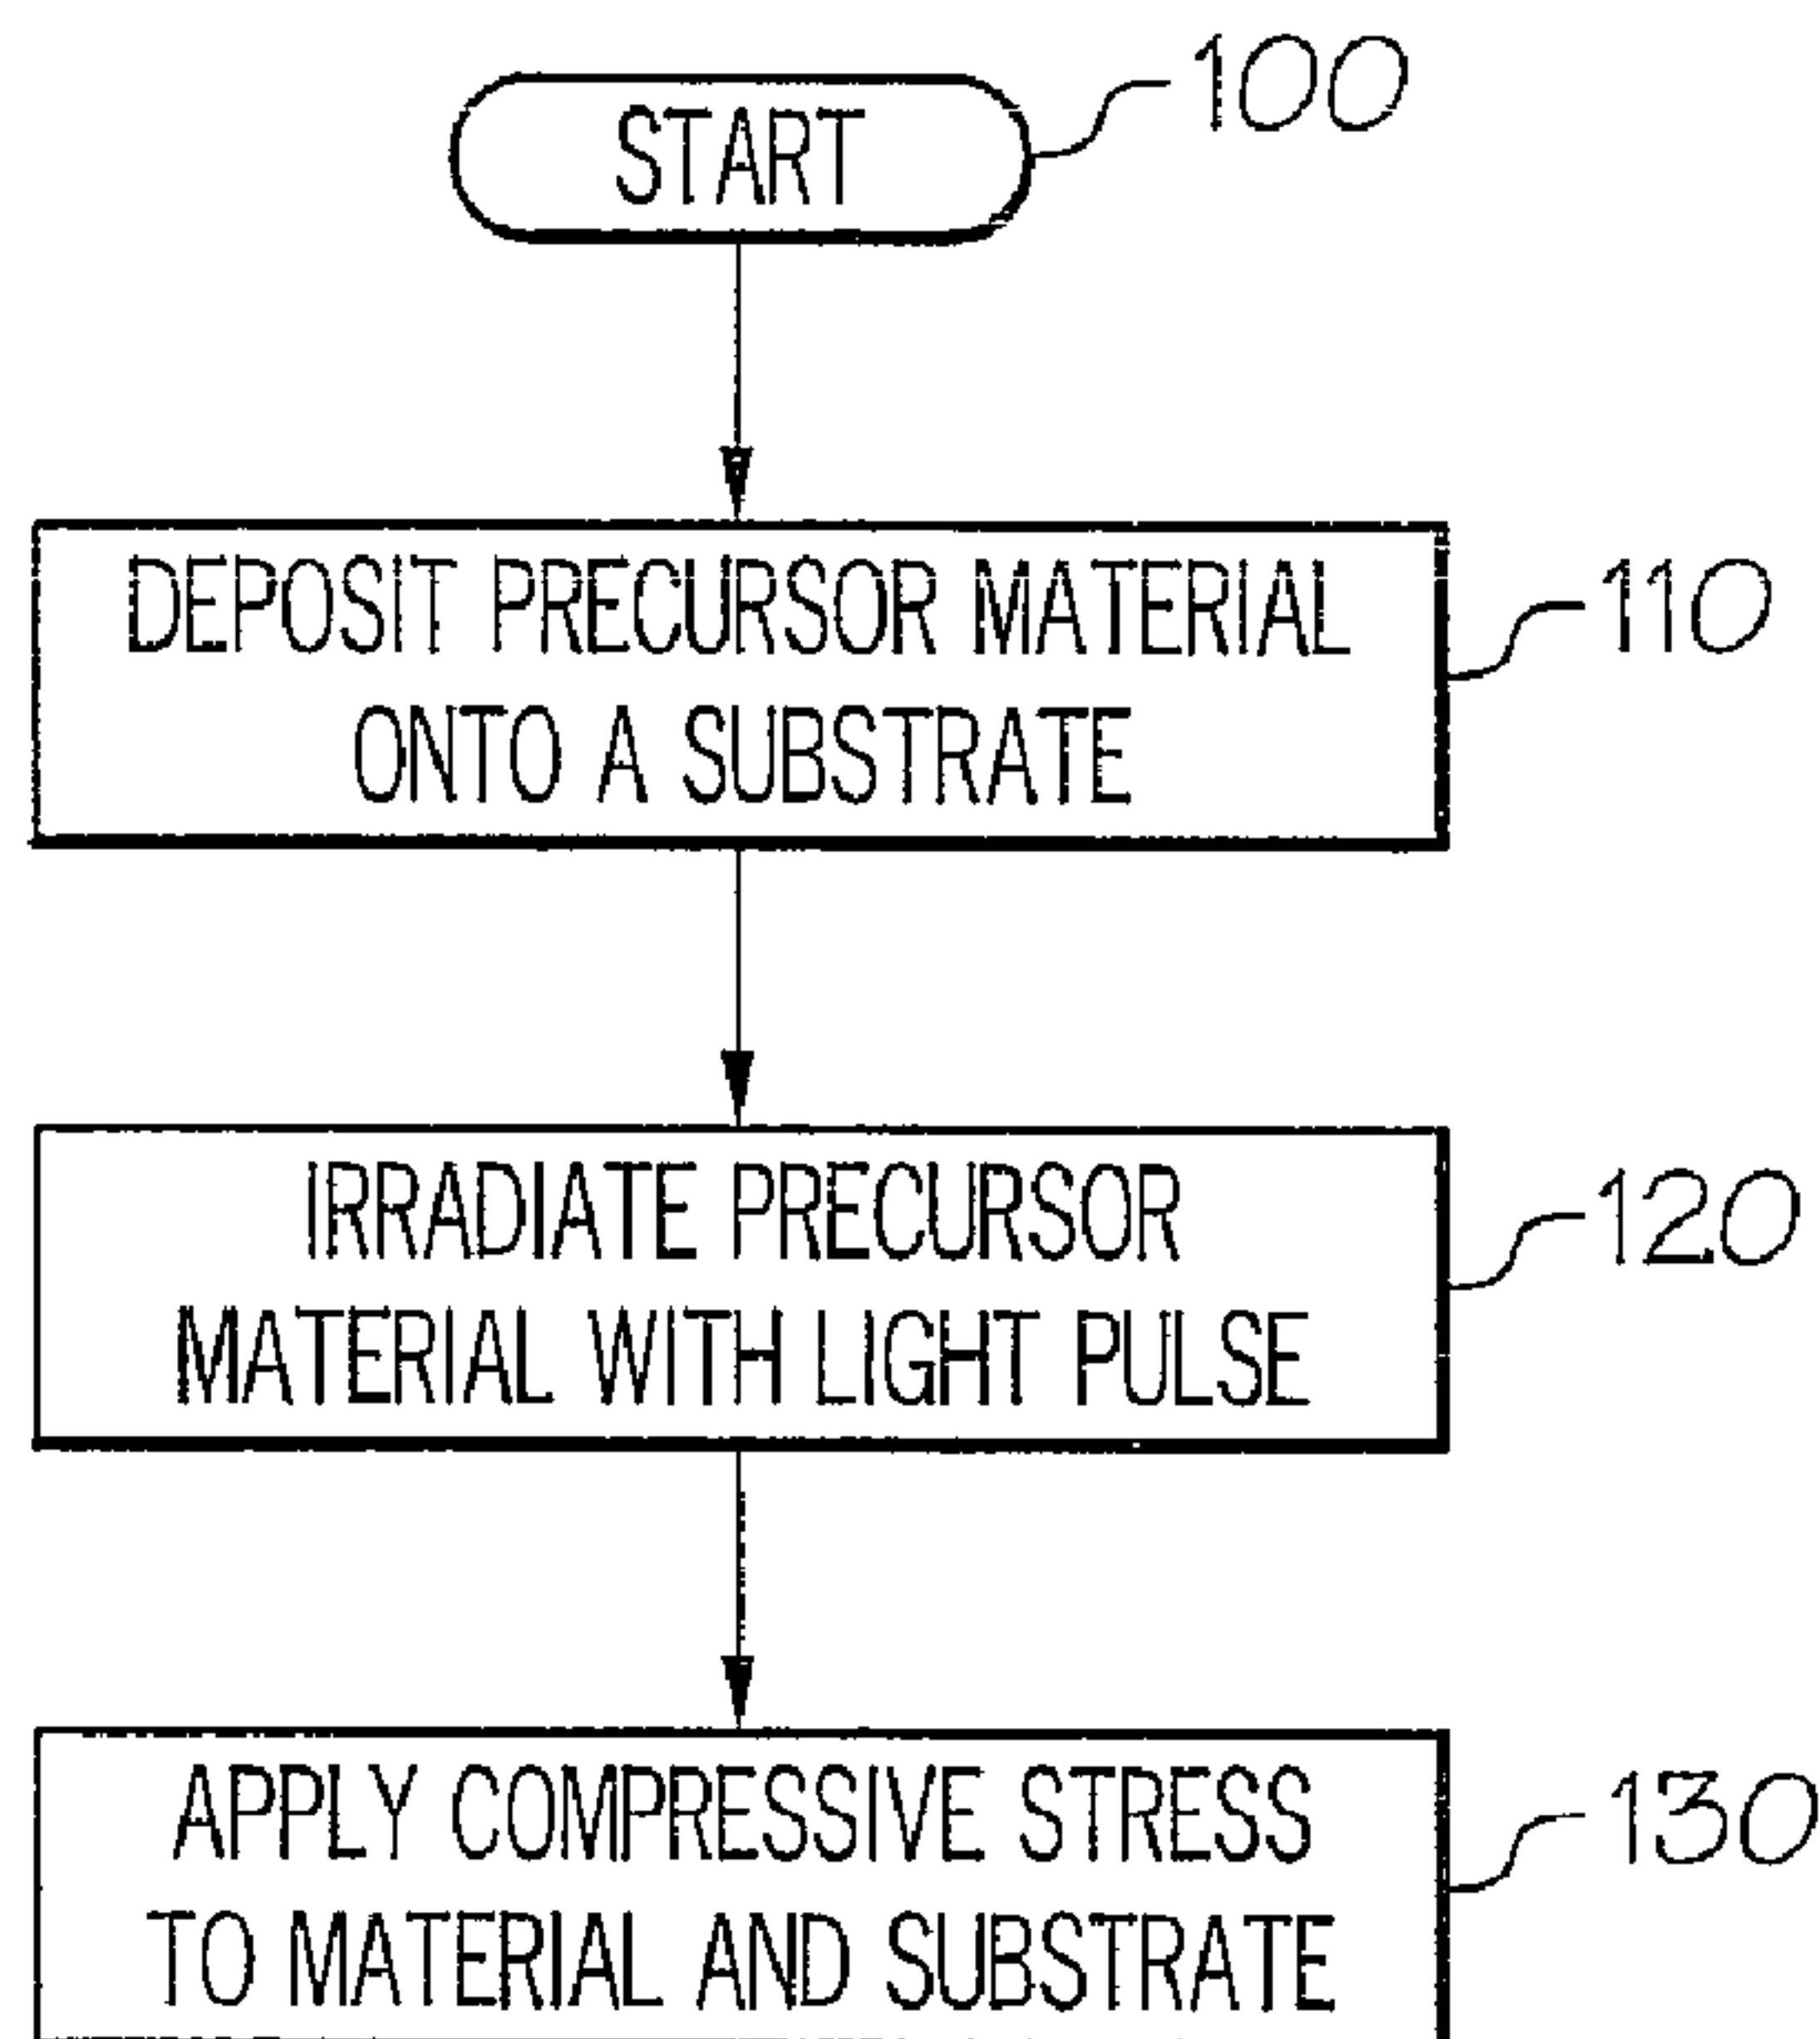 START
100
DEPOSIT PRECURSOR MATERIAL
ONTO A SUBSTRATE
110
IRRADIATE PRECURSOR
MATERIAL WITH LIGHT PULSE
120
APPLY COMPRESSIVE STRESS
TO MATERIAL AND SUBSTRATE
130